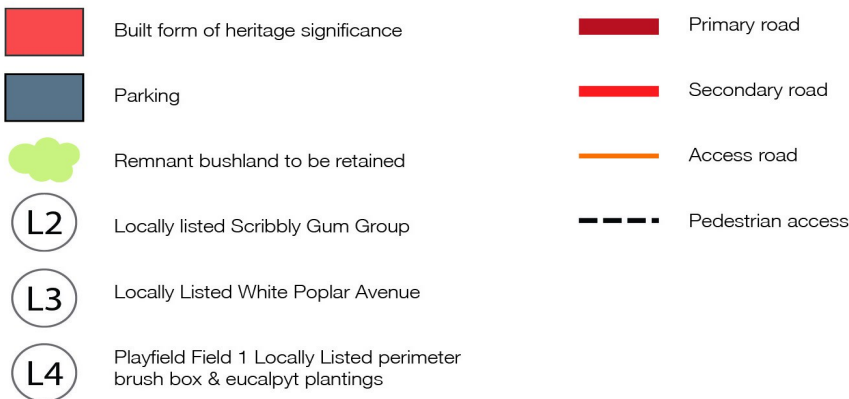 Built form of heritage significance
Parking
Remnant bushland to be retained
L2
Locally listed Scribbly Gum Group
L3
Locally Listed White Poplar Avenue
L4
Playfield Field 1 Locally Listed perimeter
brush box & eucalpyt plantings
Primary road
Secondary road
Access road
Pedestrian access